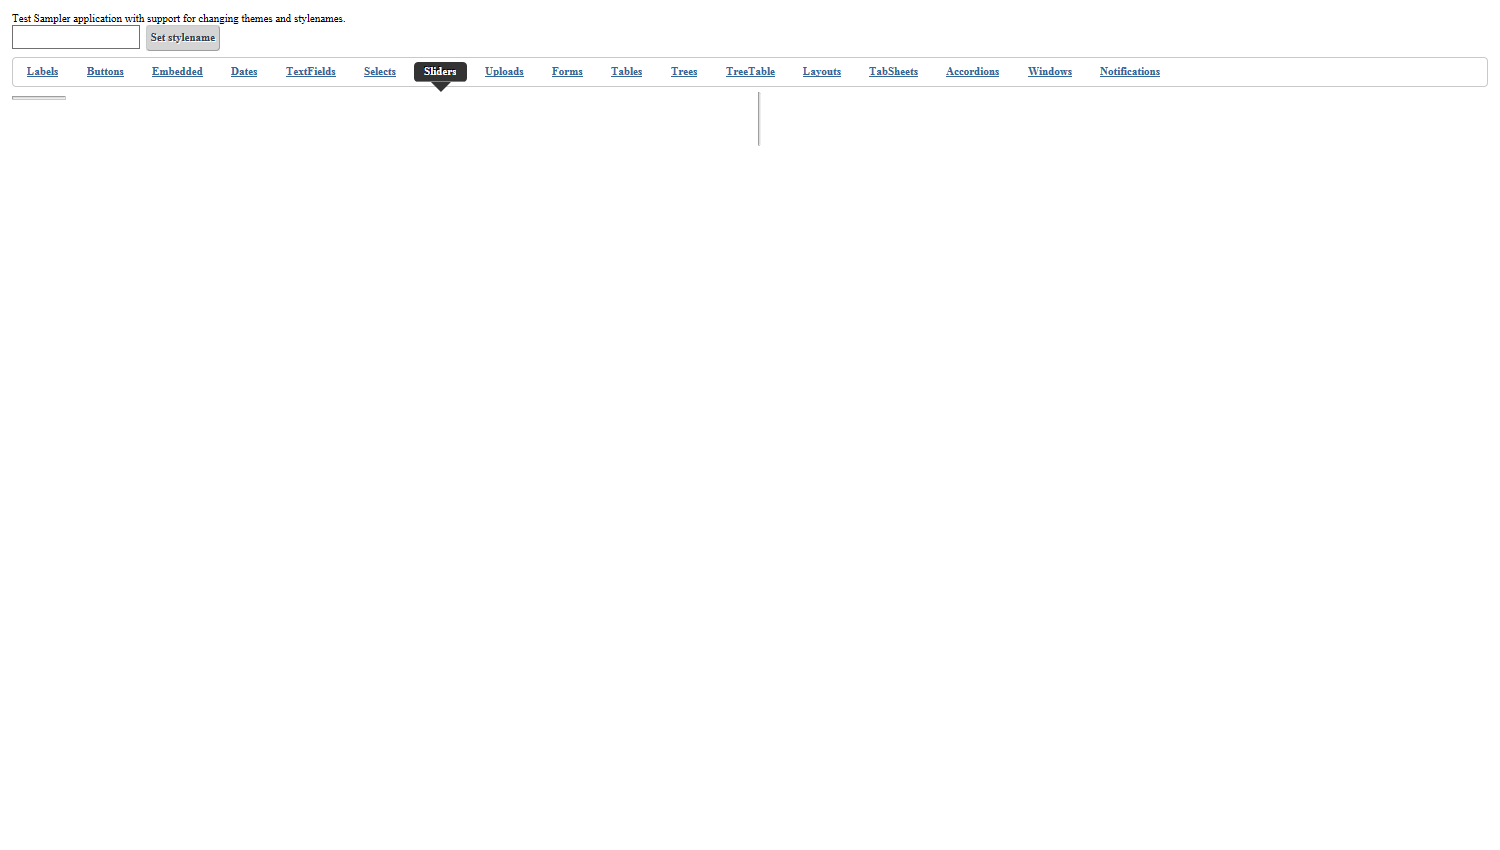 Test Sampler application with support for changing themes and stylenames.
Set stylename
Labels Buttons Embedded Dates TextFields Selects Sliders Uploads Forms Tables Trees TreeTable Layouts TabSheets Accordions Windows Notifications